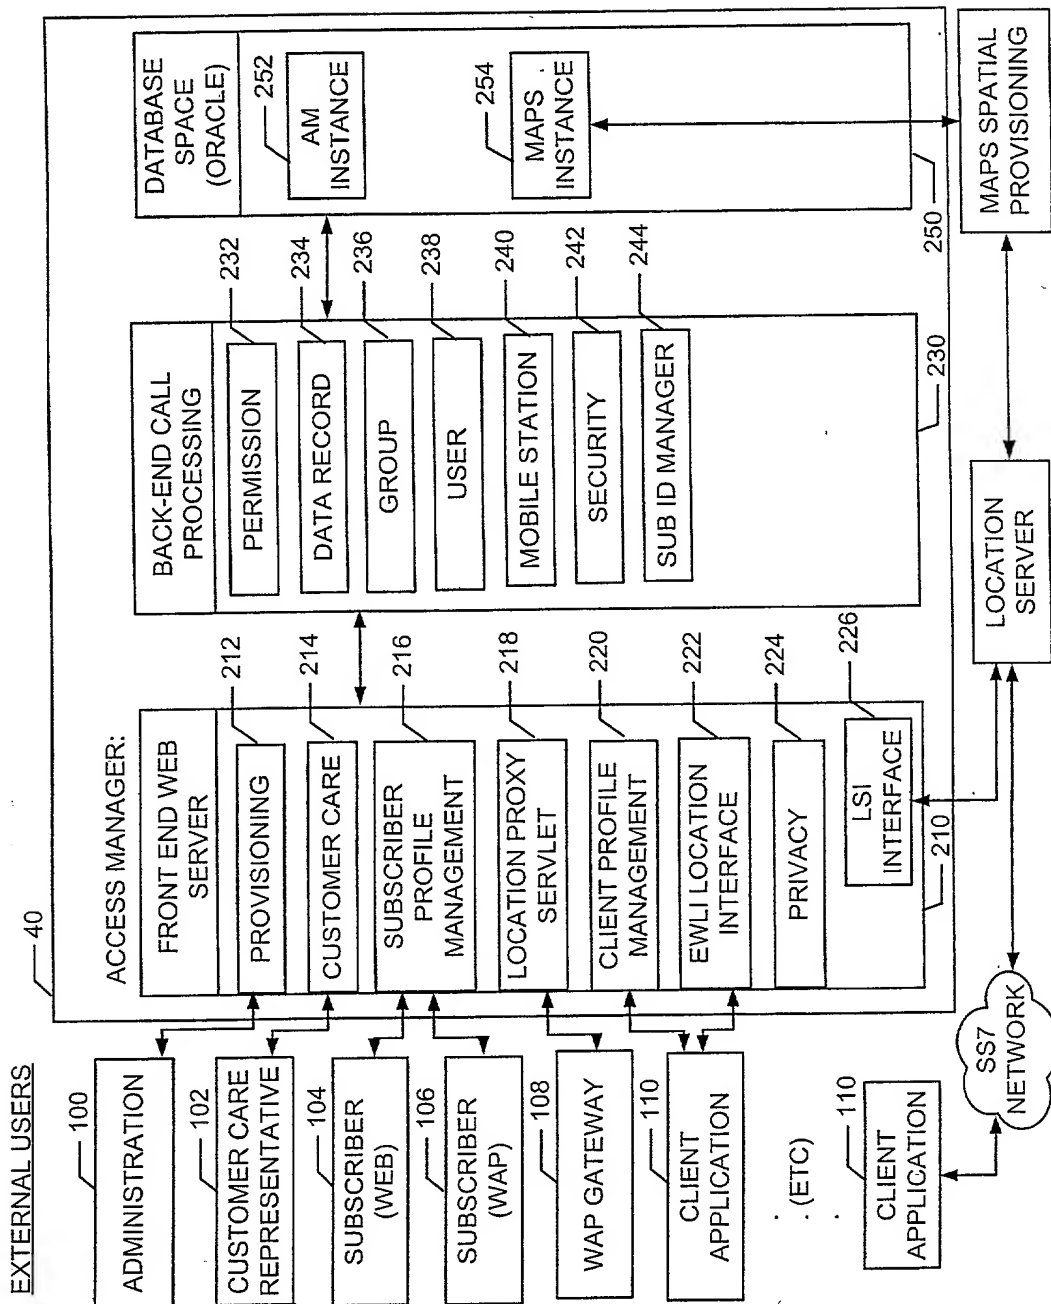 EXTERNAL USERS
100
ADMINISTRATION
102
CUSTOMER CARE
REPRESENTATIVE
104
SUBSCRIBER
(WEB)
106
SUBSCRIBER
(WAP)
108
WAP GATEWAY
110
CLIENT
APPLICATION
(ETC)
110
CLIENT
APPLICATION
SS7
NETWORK
40
ACCESS MANAGER:
FRONT END WEB
SERVER
212
PROVISIONING
214
CUSTOMER CARE
216
SUBSCRIBER
PROFILE
MANAGEMENT
218
LOCATION PROXY
SERVLET
220
CLIENT PROFILE
MANAGEMENT
222
EWLI LOCATION
INTERFACE
224
PRIVACY
226
LSI
INTERFACE
210
BACK-END CALL
PROCESSING
232
PERMISSION
234
DATA RECORD
236
GROUP
238
USER
240
MOBILE STATION
242
SECURITY
244
SUB ID MANAGER
230
LOCATION
SERVER
DATABASE
SPACE
(ORACLE)
252
AM
INSTANCE
254
MAPS
INSTANCE
250
MAPS SPATIAL
PROVISIONING